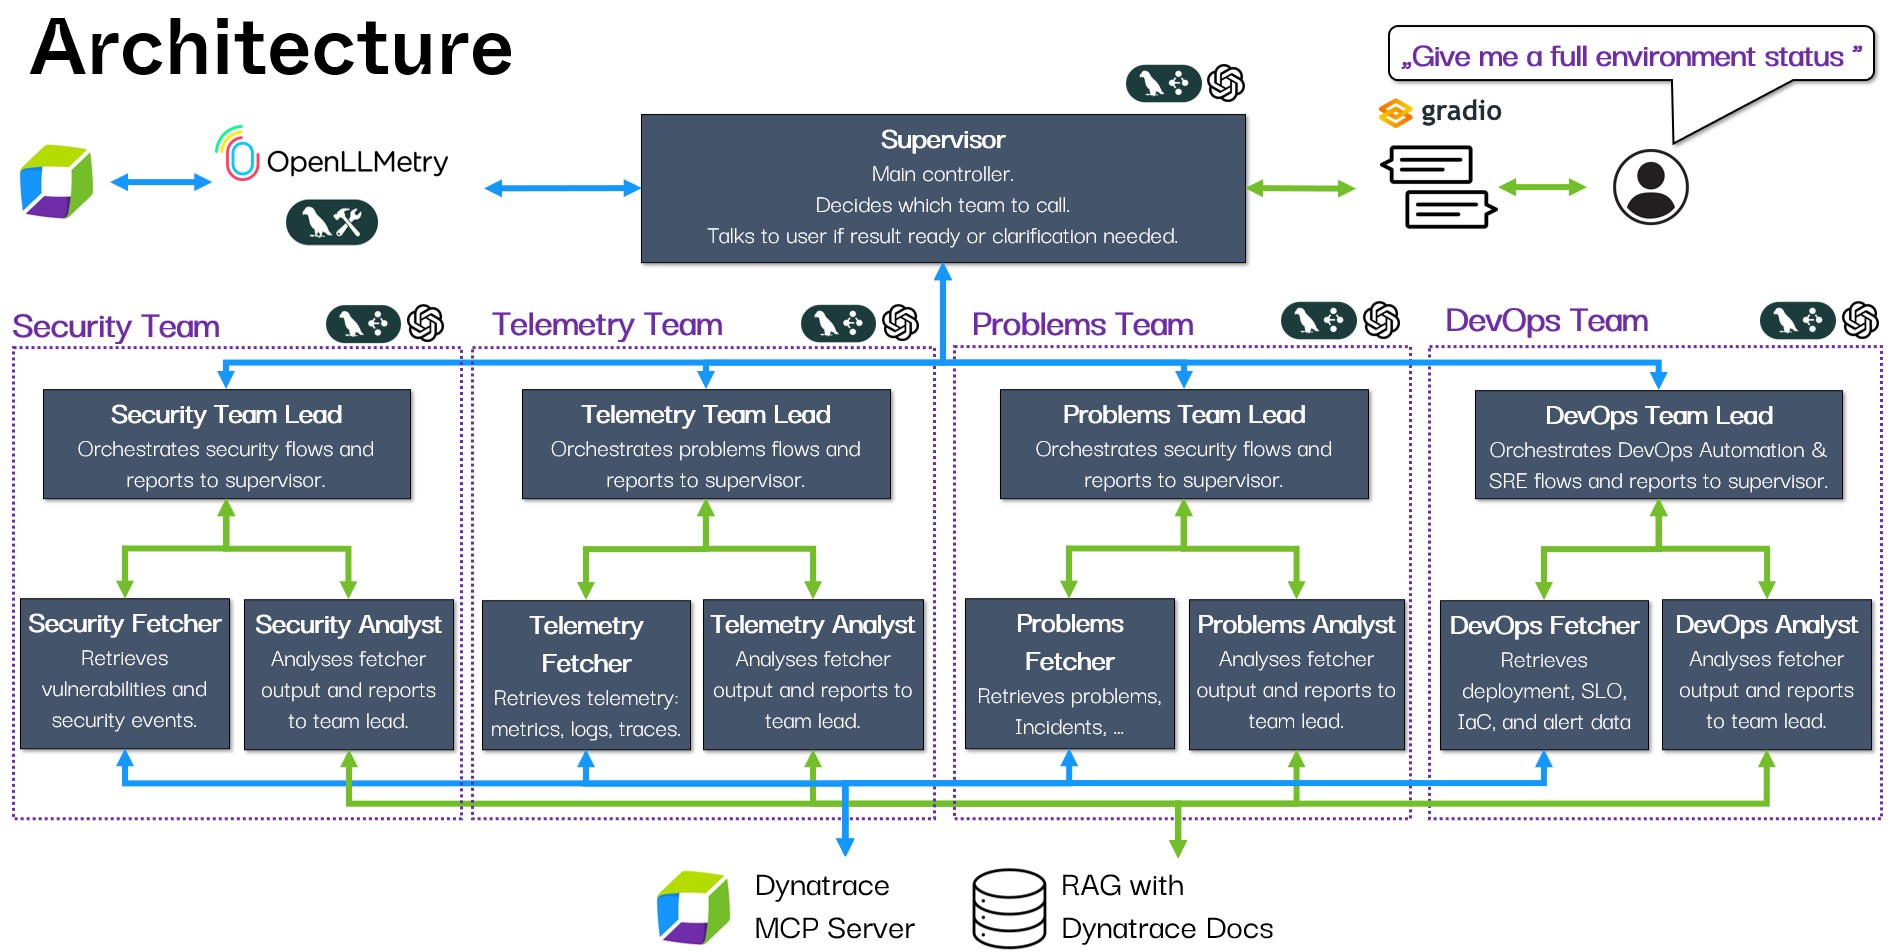 Architecture
„Give me a full environment status ”
gradio
OpenLLMetry
Supervisor
Main controller.
Decides which team to call.
Talks to user if result ready or clarification needed.
Security Team
Telemetry Team
Problems Team
DevOps Team
Security Team Lead
Orchestrates security flows and
reports to supervisor.
Telemetry Team Lead
Orchestrates problems flows and
reports to supervisor.
Problems Team Lead
Orchestrates security flows and
reports to supervisor.
DevOps Team Lead
Orchestrates DevOps Automation &
SRE flows and reports to supervisor.
Security Fetcher
Retrieves
vulnerabilities and
security events.
Security Analyst
Analyses fetcher
output and reports
to team lead.
Telemetry
Fetcher
Retrieves telemetry:
metrics, logs, traces.
Telemetry Analyst
Analyses fetcher
output and reports to
team lead.
Problems
Fetcher
Retrieves problems,
Incidents, ...
Problems Analyst
Analyses fetcher
output and reports to
team lead.
DevOps Fetcher
Retrieves
deployment, SLO,
IaC, and alert data
DevOps Analyst
Analyses fetcher
output and reports
to team lead.
Dynatrace
MCP Server
RAG with
Dynatrace Docs